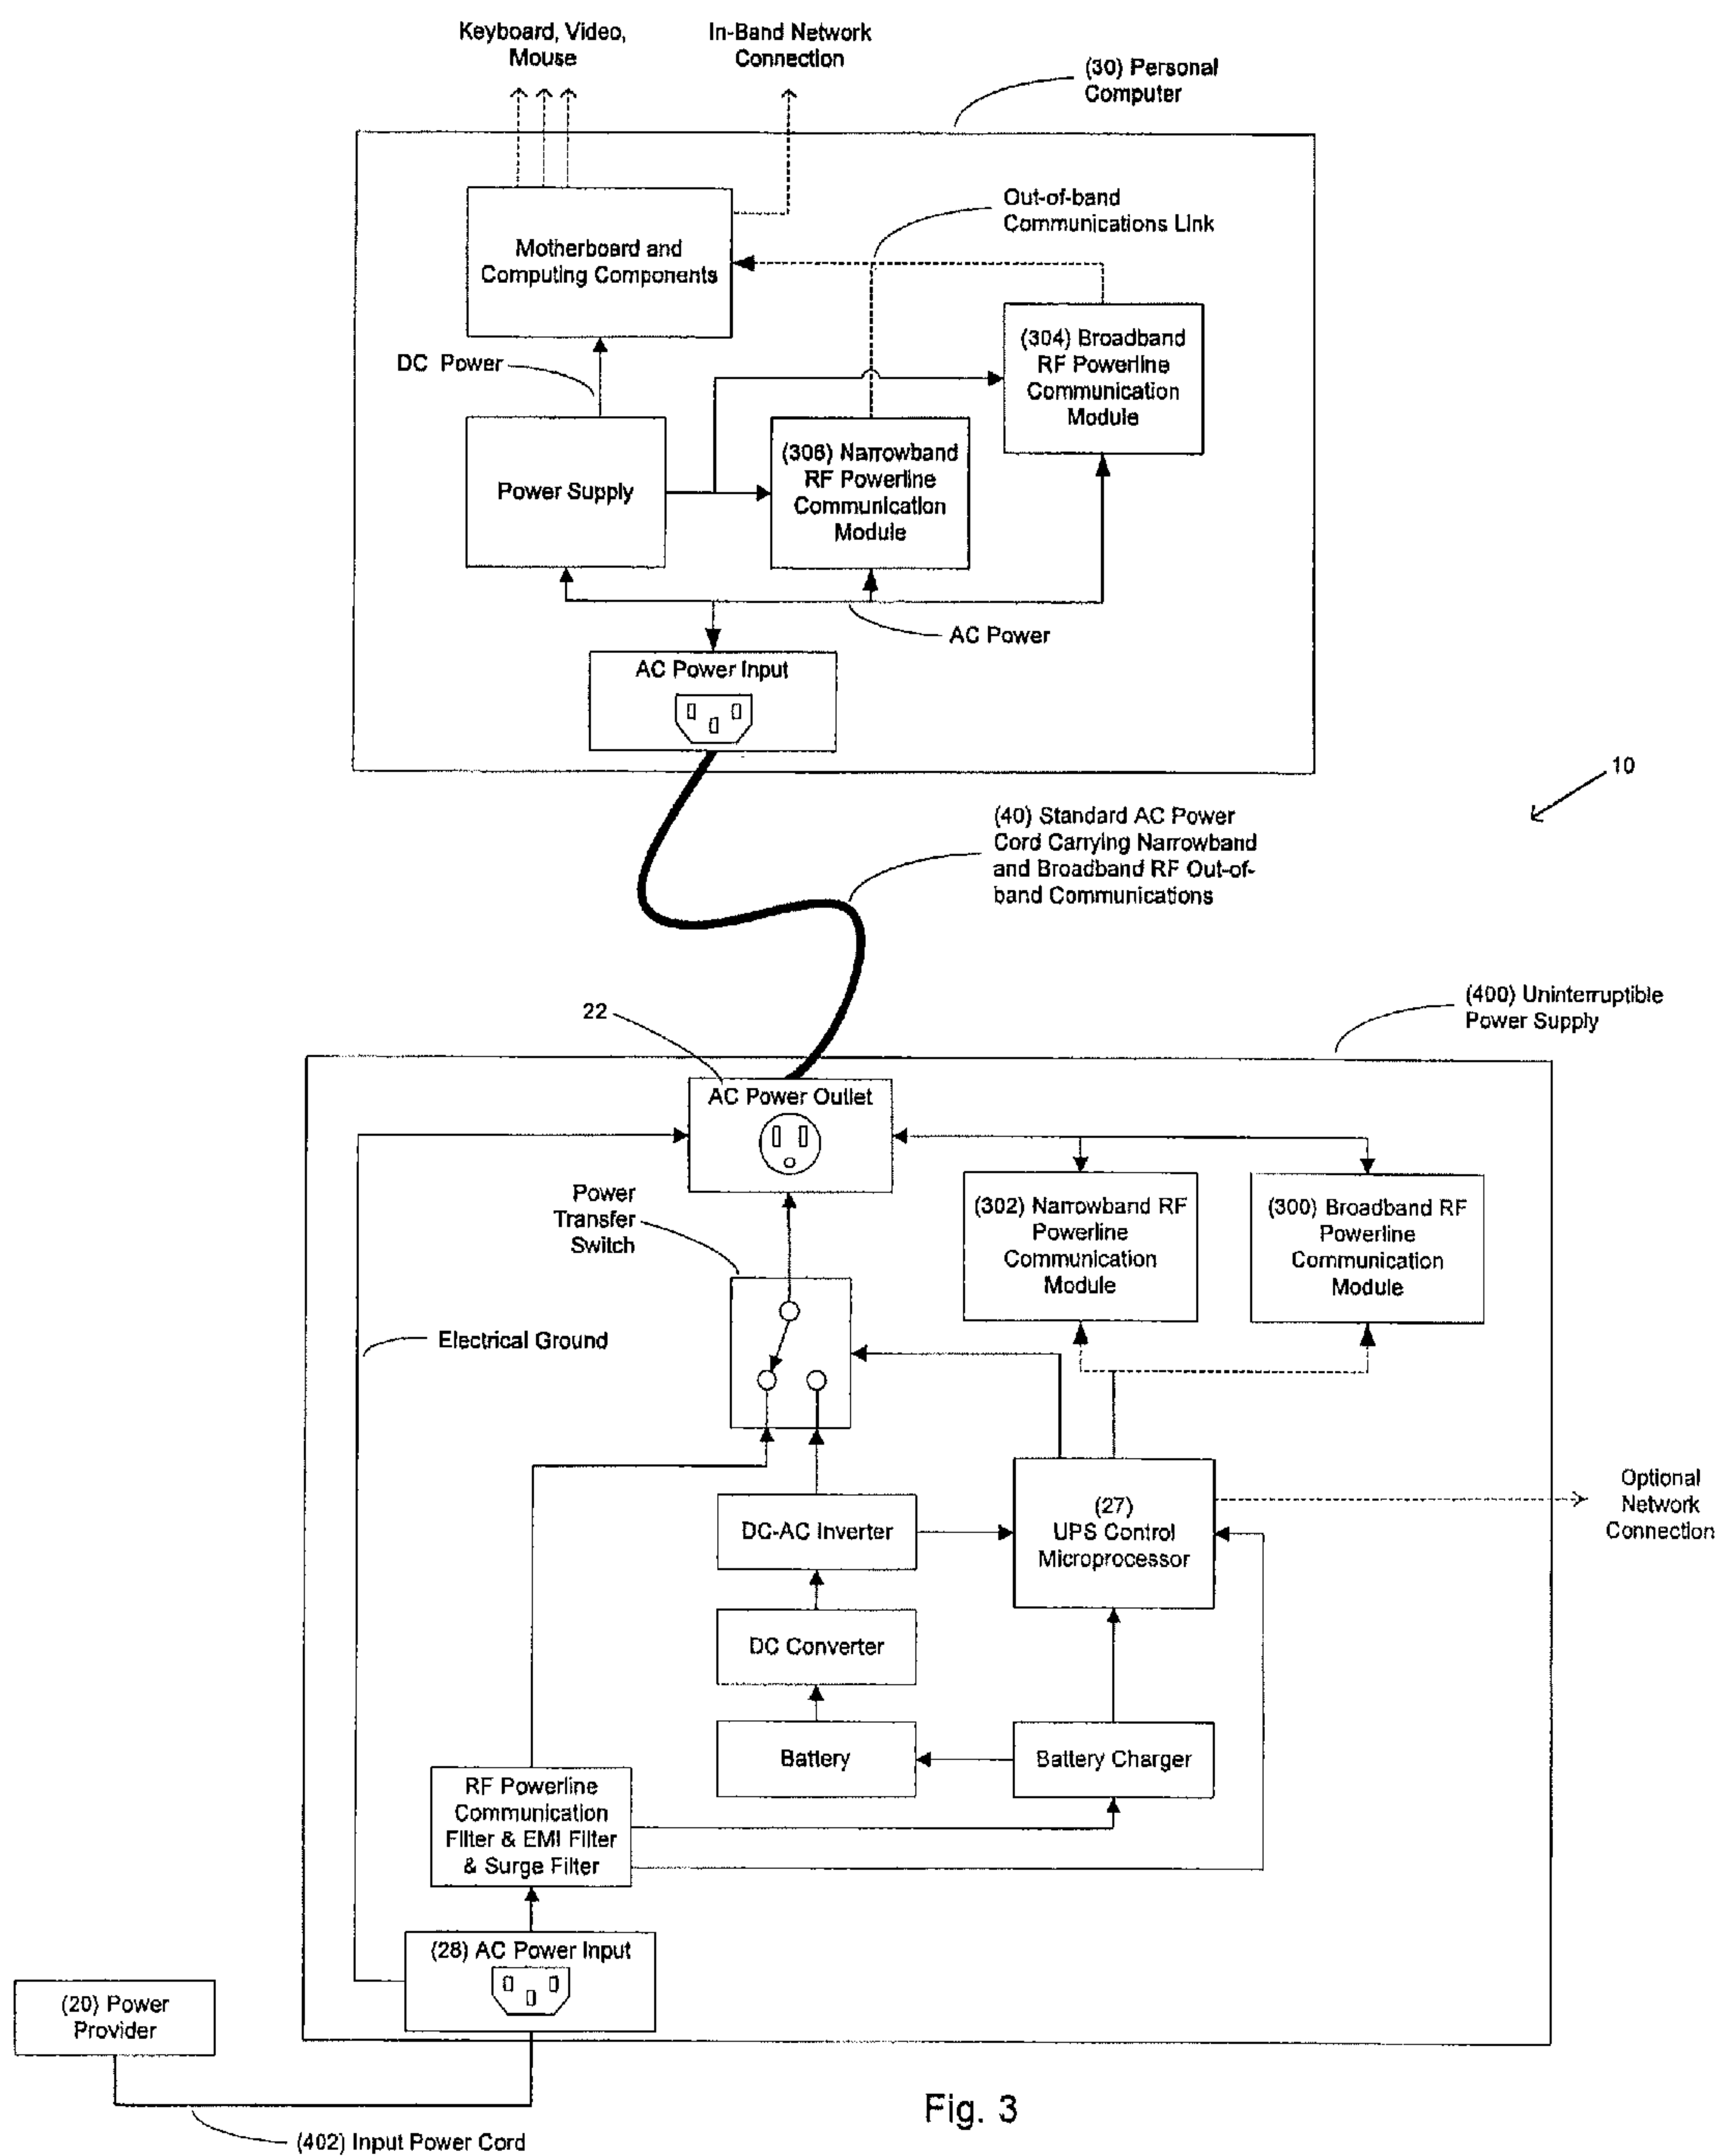 Keyboard, Video,
Mouse
In-Band Network
Connection
(30) Personal
Computer
Out-of-band
Communications Link
Motherboard and
Computing Components
(304) Broadband
RF Powerline
Communication
Module
DC Power
(306) Narrowband
RF Powerline
Communication
Module
Power Supply
AC Power
AC Power Input
10
(40) Standard AC Power
Cord Carrying Narrowband
and Broadband RF Out-of-
band Communications
(400) Uninterruptible
Power Supply
22
AC Power Outlet
Power
Transfer
Switch
(302) Narrowband RF
Powerline
Communication
Module
(300) Broadband RF
Powerline
Communication
Module
Electrical Ground
Optional
Network
Connection
(27)
UPS Control
Microprocessor
DC-AC Inverter
DC Converter
Battery
Battery Charger
RF Powerline
Communication
Filter & EMI Filter
& Surge Filter
(28) AC Power Input
(20) Power
Provider
(402) Input Power Cord
Fig. 3